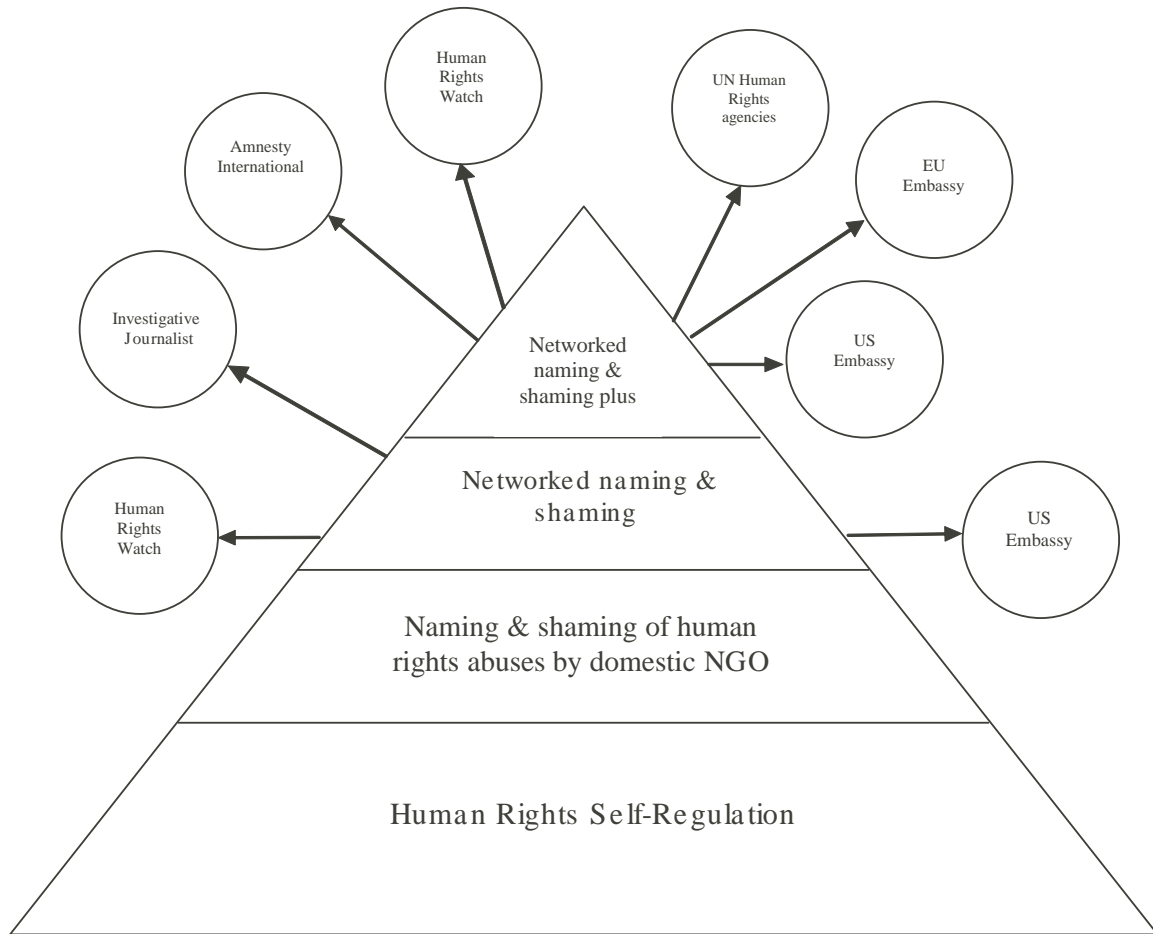 Human
Rights
Watch
UN Human
Rights
agencies
Amnesty
International
EU
Embassy
Investigative
Journalist
US
Embassy
Networked
naming &
shaming plus
Networked naming &
shaming
Human
Rights
Watch
US
Embassy
Naming & shaming of human
rights abuses by domestic NGO
Human Rights Self-Regulation